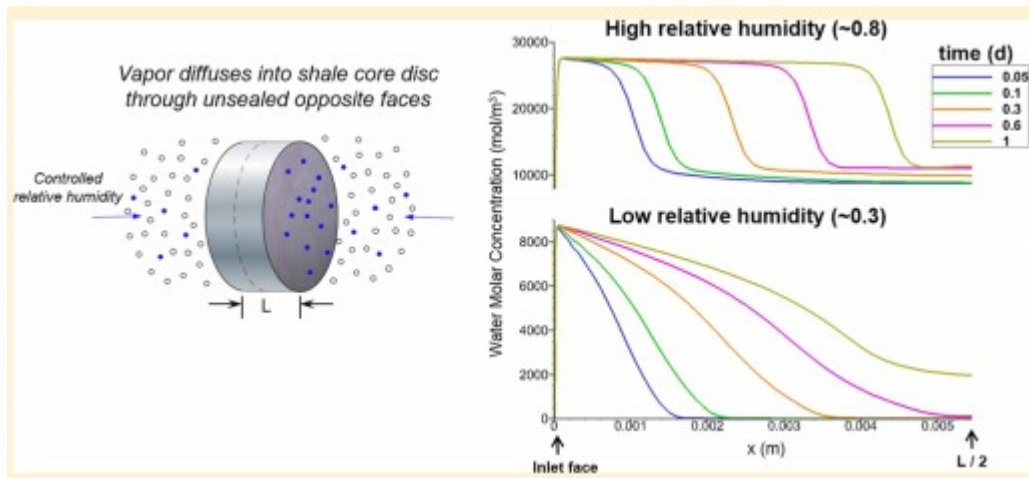 Vapor diffuses into shale core disc
through unsealed opposite faces
Controlled
relative humidity
L
High relative humidity (~0.8)
30000
20000
10000
time (d)
0.05
0.1
0.3
0.6
1
Water Molar Concentration (mol/m³)
Low relative humidity (~0.3)
8000
6000
4000
2000
0
0
0.001
0.002
0.003
0.004
0.005
x (m)
Inlet face
L / 2